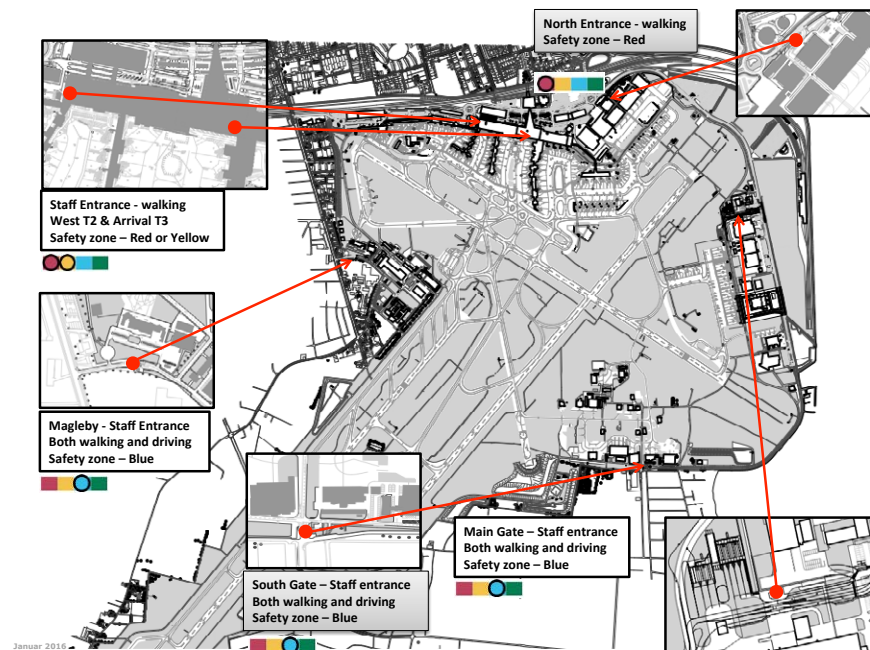 North Entrance - walking
Safety zone – Red
Staff Entrance - walking
West T2 & Arrival T3
Safety zone – Red or Yellow
Magleby - Staff Entrance
Both walking and driving
Safety zone – Blue
South Gate – Staff entrance
Both walking and driving
Safety zone – Blue
Main Gate – Staff entrance
Both walking and driving
Safety zone – Blue
Januar 2016